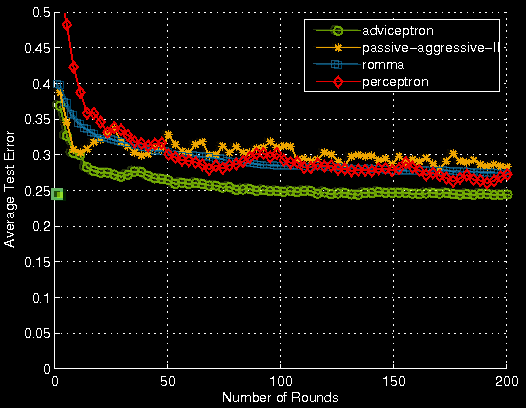 0.5
0.45
0.4
0.35
0.3
0.25
0.2
0.15
0.1
0.05
0
Average Test Error
adviceptron
passive-aggressive-II
romma
perceptron
0 50 100 150 200
Number of Rounds